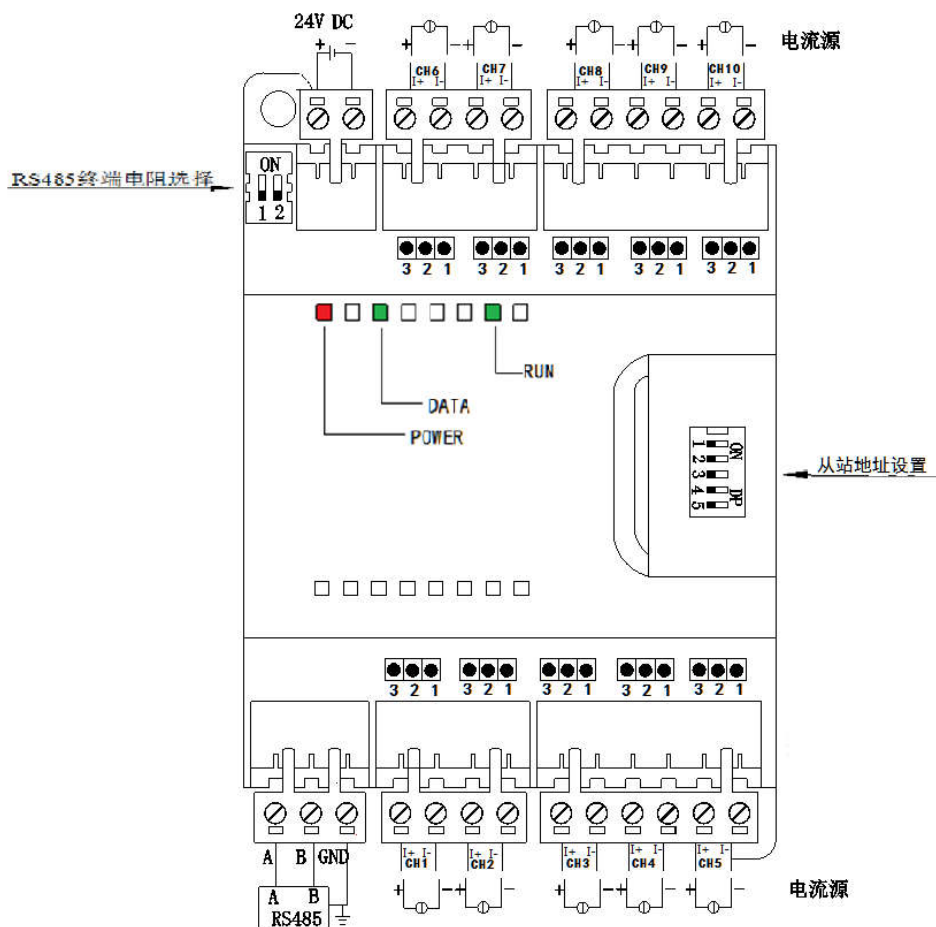 24V DC
+ - + - + - + - + - + - 电流源
CH6 CH7 CH8 CH9 CH10
I+ I- I+ I- I+ I- I+ I- I+ I-
RS485终端电阻选择
ON
1 2
3 2 1 3 2 1 3 2 1 3 2 1 3 2 1
RUN
DATA
POWER
ON DP
1 2 3 4 5
从站地址设置
3 2 1 3 2 1 3 2 1 3 2 1 3 2 1
A B GND
I+ I- I+ I- I+ I- I+ I- I+ I-
CH1 CH2 CH3 CH4 CH5
+ - + - + - + - + - 电流源
A B
RS485